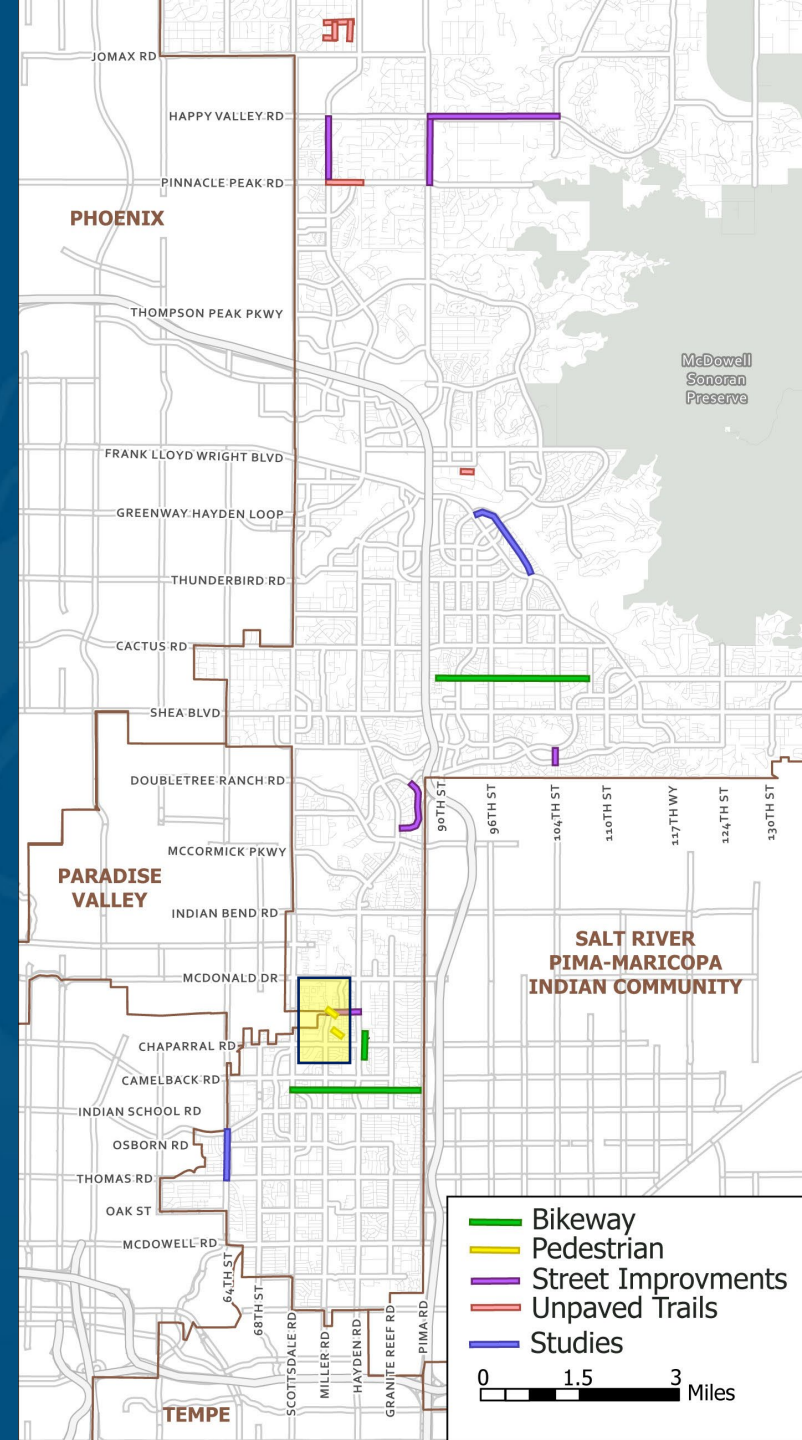 JOMAX RD
HAPPY VALLEY RD
PINNACLE PEAK RD
PHOENIX
THOMPSON PEAK PKWY
McDowell
Sonoran
Preserve
FRANK LLOYD WRIGHT BLVD
GREENWAY HAYDEN LOOP
THUNDERBIRD RD
CACTUS RD
SHEA BLVD
DOUBLETREE RANCH RD
90TH ST
96TH ST
104TH ST
110TH ST
117TH WY
124TH ST
130TH ST
MCCORMICK PKWY
PARADISE
VALLEY
INDIAN BEND RD
SALT RIVER
PIMA-MARICOPA
INDIAN COMMUNITY
MCDONALD DR
CHAPARRAL RD
CAMELBACK RD
INDIAN SCHOOL RD
OSBORN RD
THOMAS RD
OAK ST
MCDOWELL RD
64TH ST
68TH ST
SCOTTSDALE RD
MILLER RD
HAYDEN RD
GRANITE REEF RD
PIMA RD
TEMPE
Bikeway
Pedestrian
Street Improvments
Unpaved Trails
Studies
0 1.5 3
Miles